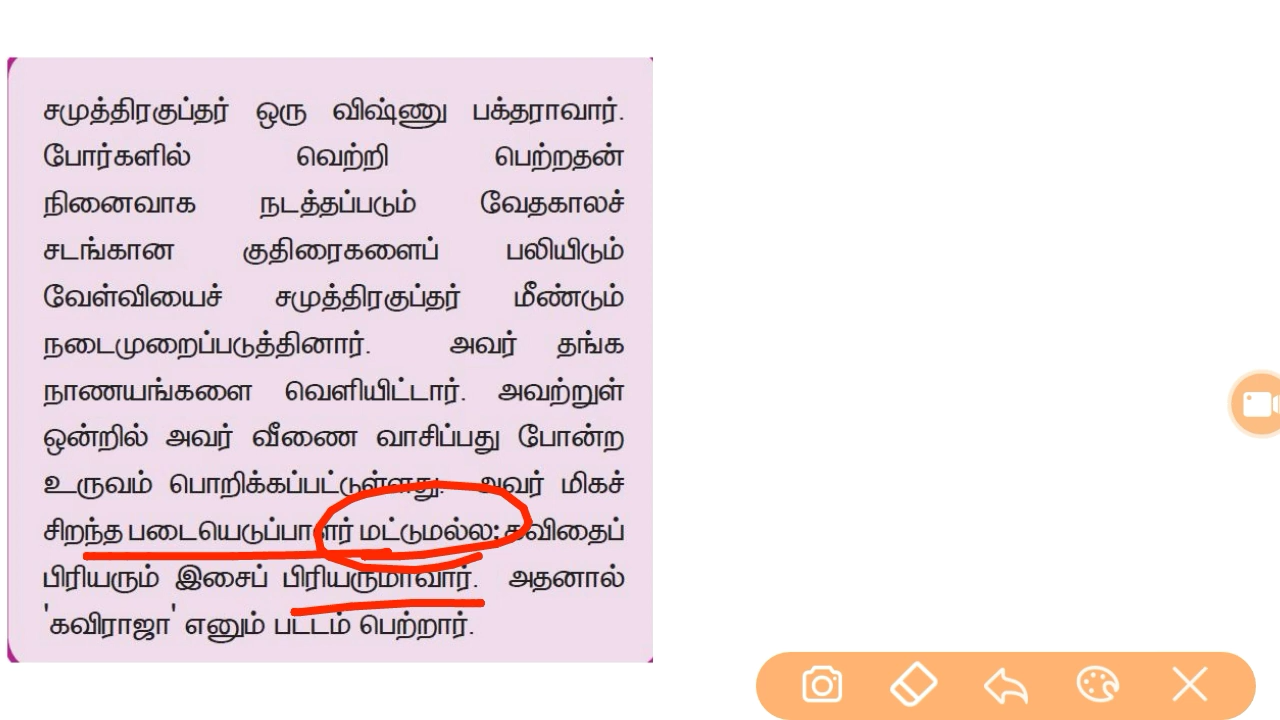 சமுத்திரகுப்தர் ஒரு விஷ்ணு பக்தராவார்.
போர்களில் வெற்றி பெற்றதன்
நினைவாக நடத்தப்படும் வேதகாலச்
சடங்கான குதிரைகளைப் பலியிடும்
வேள்வியைச் சமுத்திரகுப்தர் மீண்டும்
நடைமுறைப்படுத்தினார். அவர் தங்க
நாணயங்களை வெளியிட்டார். அவற்றுள்
ஒன்றில் அவர் வீணை வாசிப்பது போன்ற
உருவம் பொறிக்கப்பட்டுள்ளது. அவர் மிகச்
சிறந்த படையெடுப்பாளர் மட்டுமல்ல; கவிதைப்
பிரியரும் இசைப் பிரியருமாவார். அதனால்
'கவிராஜா' எனும் பட்டம் பெற்றார்.